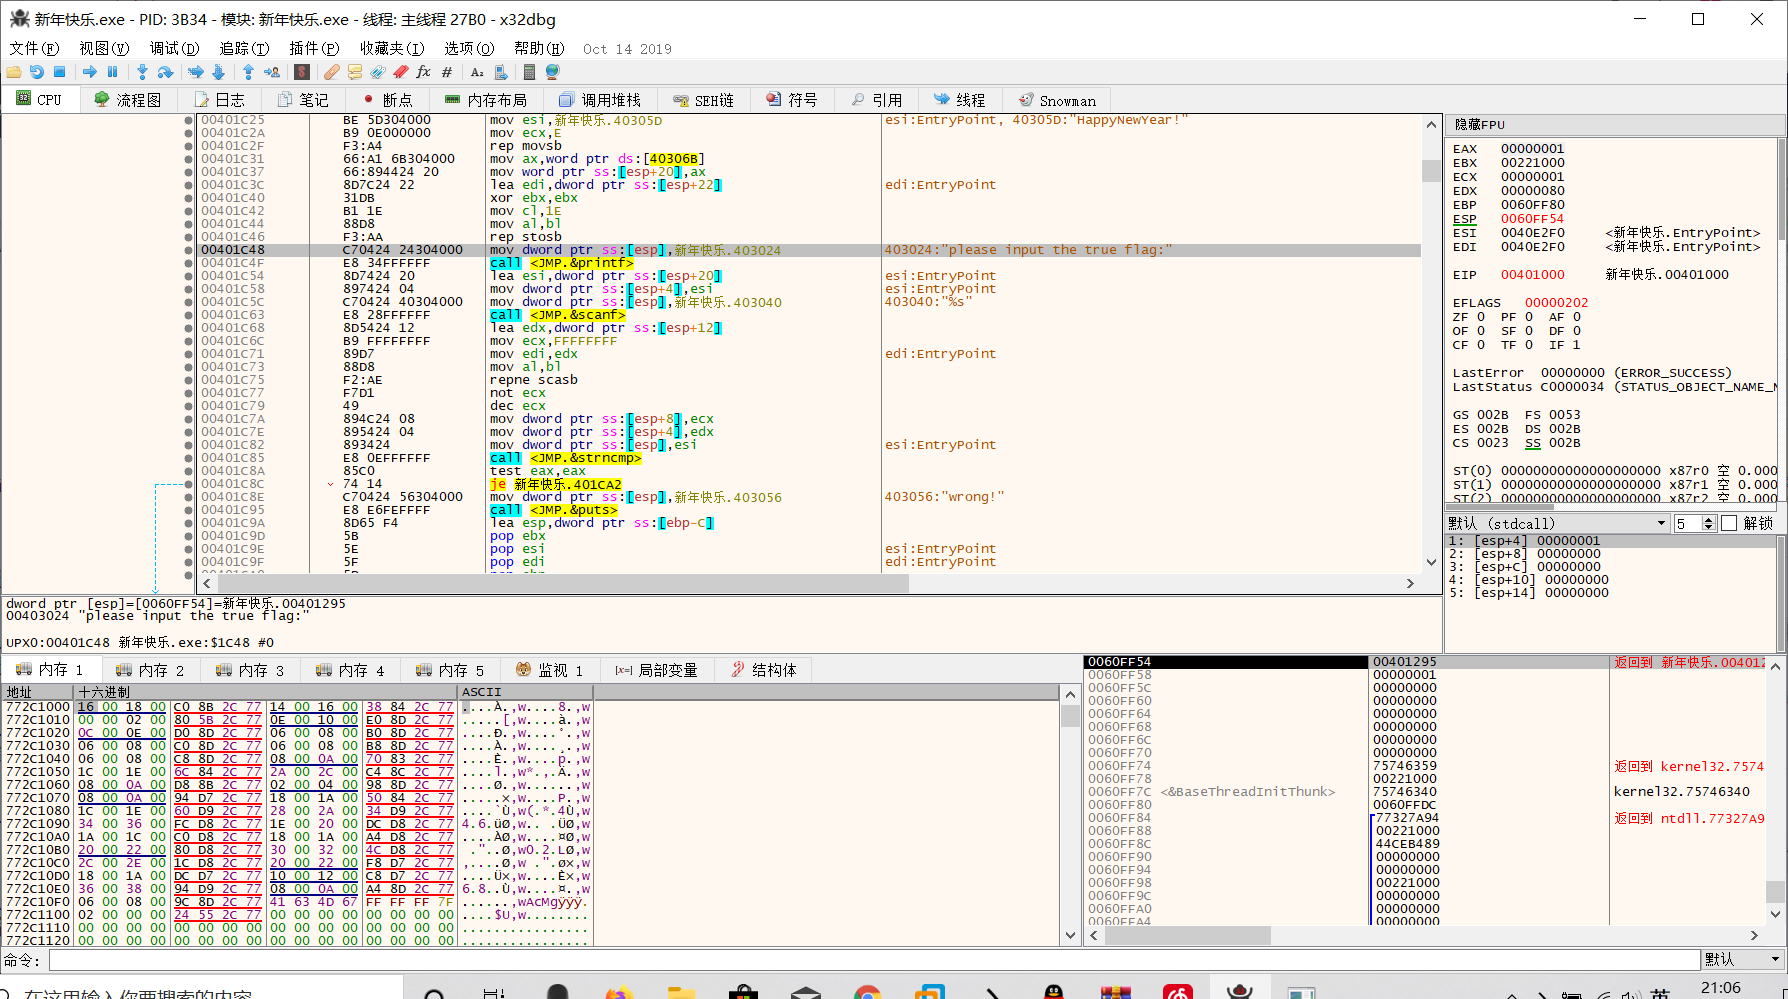 新年快乐.exe - PID: 3B34 - 模块: 新年快乐.exe - 线程: 主线程 27B0 - x32dbg
文件(F) 视图(V) 调试(D) 追踪(T) 插件(P) 收藏夹(I) 选项(O) 帮助(H) Oct 14 2019
CPU 流程图 日志 笔记 断点 内存布局 调用堆栈 SEH链 符号 引用 线程 Snowman
00401C25 BE 5D304000 mov esi,新年快乐.40305D esi:EntryPoint, 40305D:"HappyNewYear!"
00401C2A B9 0E000000 mov ecx,E
00401C2F F3:A4 rep movsb
00401C31 66:A1 6B304000 mov ax,word ptr ds:[40306B]
00401C37 66:894424 20 mov word ptr ss:[esp+20],ax
00401C3C 8D7C24 22 lea edi,dword ptr ss:[esp+22] edi:EntryPoint
00401C40 31DB xor ebx,ebx
00401C42 B1 1E mov cl,1E
00401C44 88D8 mov al,bl
00401C46 F3:AA rep stosb
00401C48 C70424 24304000 mov dword ptr ss:[esp],新年快乐.403024 403024:"please input the true flag:"
00401C4F E8 34FFFFFF call <JMP.&printf>
00401C54 8D7424 20 lea esi,dword ptr ss:[esp+20] esi:EntryPoint
00401C58 897424 04 mov dword ptr ss:[esp+4],esi esi:EntryPoint
00401C5C C70424 40304000 mov dword ptr ss:[esp],新年快乐.403040 403040:"%s"
00401C63 E8 28FFFFFF call <JMP.&scanf>
00401C68 8D5424 12 lea edx,dword ptr ss:[esp+12]
00401C6C B9 FFFFFFFF mov ecx,FFFFFFFF
00401C71 89D7 mov edi,edx edi:EntryPoint
00401C73 88D8 mov al,bl
00401C75 F2:AE repne scasb
00401C77 F7D1 not ecx
00401C79 49 dec ecx
00401C7A 894C24 08 mov dword ptr ss:[esp+8],ecx
00401C7E 895424 04 mov dword ptr ss:[esp+4],edx
00401C82 893424 mov dword ptr ss:[esp],esi esi:EntryPoint
00401C85 E8 0EFFFFFF call <JMP.&strncmp>
00401C8A 85C0 test eax,eax
00401C8C 74 14 je 新年快乐.401CA2
00401C8E C70424 56304000 mov dword ptr ss:[esp],新年快乐.403056 403056:"wrong!"
00401C95 E8 E6FEFFFF call <JMP.&puts>
00401C9A 8D65 F4 lea esp,dword ptr ss:[ebp-C]
00401C9D 5B pop ebx
00401C9E 5E pop esi esi:EntryPoint
00401C9F 5F pop edi edi:EntryPoint
隐藏FPU
EAX 00000001
EBX 00221000
ECX 00000001
EDX 00000080
EBP 0060FF80
ESP 0060FF54
ESI 0040E2F0 <新年快乐.EntryPoint>
EDI 0040E2F0 <新年快乐.EntryPoint>
EIP 00401000 新年快乐.00401000
EFLAGS 00000202
ZF 0 PF 0 AF 0
OF 0 SF 0 DF 0
CF 0 TF 0 IF 1
LastError 00000000 (ERROR_SUCCESS)
LastStatus C0000034 (STATUS_OBJECT_NAME_N
GS 002B FS 0053
ES 002B DS 002B
CS 0023 SS 002B
ST(0) 00000000000000000000 x87r0 空 0.000
ST(1) 00000000000000000000 x87r1 空 0.000
ST(2) 00000000000000000000 x87r2 空 0.000
默认 (stdcall) 5 解锁
1: [esp+4] 00000001
2: [esp+8] 00000000
3: [esp+C] 00000000
4: [esp+10] 00000000
5: [esp+14] 00000000
dword ptr [esp]=[0060FF54]=新年快乐.00401295
00403024 "please input the true flag:"
UPX0:00401C48 新年快乐.exe:$1C48 #0
内存 1 内存 2 内存 3 内存 4 内存 5 监视 1 局部变量 结构体
地址 十六进制 ASCII
772C1000 16 00 18 00 C0 8B 2C 77 14 00 16 00 38 84 2C 77
772C1010 00 00 02 00 80 5B 2C 77 0E 00 10 00 E0 8D 2C 77
772C1020 0C 00 0E 00 D0 8D 2C 77 06 00 08 00 B0 8D 2C 77
772C1030 06 00 08 00 C0 8D 2C 77 06 00 08 00 B8 8D 2C 77
772C1040 06 00 08 00 C8 8D 2C 77 08 00 0A 00 70 83 2C 77
772C1050 1C 00 1E 00 6C 84 2C 77 2A 00 2C 00 C4 8C 2C 77
772C1060 08 00 0A 00 D8 8B 2C 77 02 00 04 00 98 8D 2C 77
772C1070 08 00 0A 00 94 D7 2C 77 18 00 1A 00 50 84 2C 77
772C1080 1C 00 1E 00 60 D9 2C 77 28 00 2A 00 34 D9 2C 77
772C1090 34 00 36 00 FC D8 2C 77 1E 00 20 00 DC D8 2C 77
772C10A0 1A 00 1C 00 C0 D8 2C 77 18 00 1A 00 A4 D8 2C 77
772C10B0 20 00 22 00 80 D8 2C 77 30 00 32 00 4C D8 2C 77
772C10C0 2C 00 2E 00 1C D8 2C 77 20 00 22 00 F8 D7 2C 77
772C10D0 18 00 1A 00 DC D7 2C 77 10 00 12 00 C8 D7 2C 77
772C10E0 36 00 38 00 94 D9 2C 77 08 00 0A 00 A4 8D 2C 77
772C10F0 06 00 08 00 9C 8D 2C 77 41 63 4D 67 FF FF FF 7F
772C1100 02 00 00 00 24 55 2C 77 00 00 00 00 00 00 00 00
772C1110 00 00 00 00 00 00 00 00 00 00 00 00 00 00 00 00
772C1120 00 00 00 00 00 00 00 00 00 00 00 00 00 00 00 00
0060FF54 00401295 返回到 新年快乐.004012
0060FF58 00000001
0060FF5C 00000000
0060FF60 00000000
0060FF64 00000000
0060FF68 00000000
0060FF6C 00000000
0060FF70 00000000
0060FF74 75746359 返回到 kernel32.7574
0060FF78 00221000
0060FF7C <&BaseThreadInitThunk> 75746340 kernel32.75746340
0060FF80 0060FFDC
0060FF84 77327A94 返回到 ntdll.77327A9
0060FF88 00221000
0060FF8C 44CEB489
0060FF90 00000000
0060FF94 00000000
0060FF98 00221000
0060FF9C 00000000
0060FFA0 00000000
0060FFA4 00000000
命令: 默认
在这里输入你要搜索的内容 英 21:06